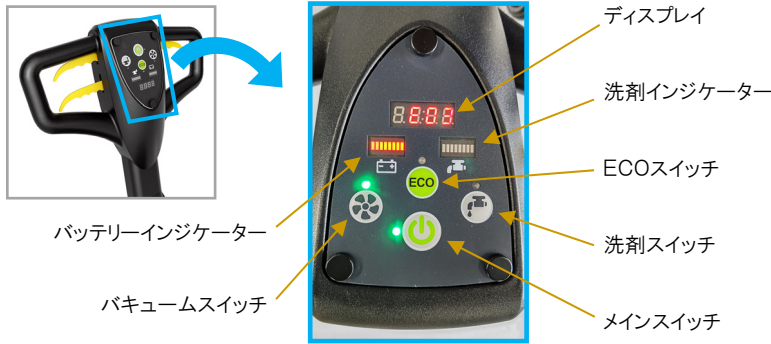 ディスプレイ
洗剤インジケーター
ECOスイッチ
ECO
洗剤スイッチ
バッテリーインジケーター
バキュームスイッチ
メインスイッチ